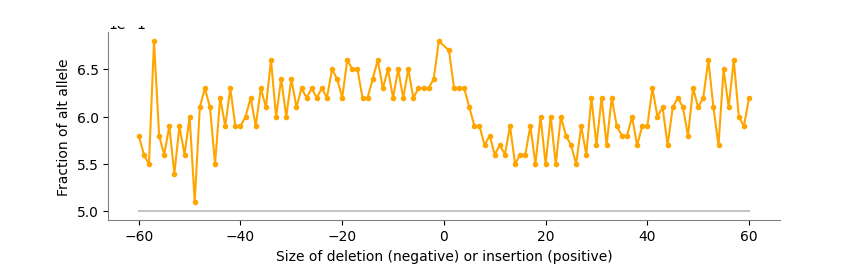 6.5
6.0
5.5
5.0
Fraction of alt allele
−60 −40 −20 0 20 40 60
Size of deletion (negative) or insertion (positive)